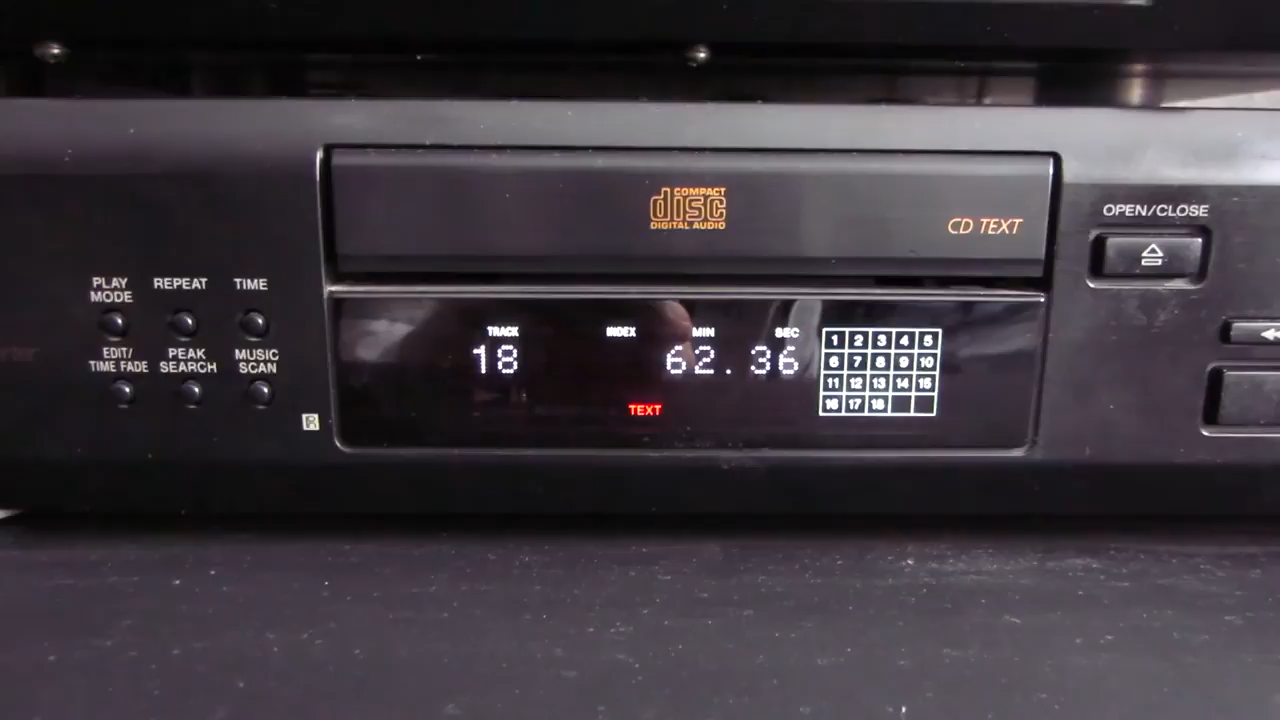 COMPACT
disc
DIGITAL AUDIO
CD TEXT
OPEN/CLOSE
PLAY MODE
REPEAT
TIME
EDIT/
TIME FADE
PEAK
SEARCH
MUSIC
SCAN
R
TRACK INDEX MIN SEC
18 62.36
TEXT
1 2 3 4 5
6 7 8 9 10
11 12 13 14 15
16 17 18